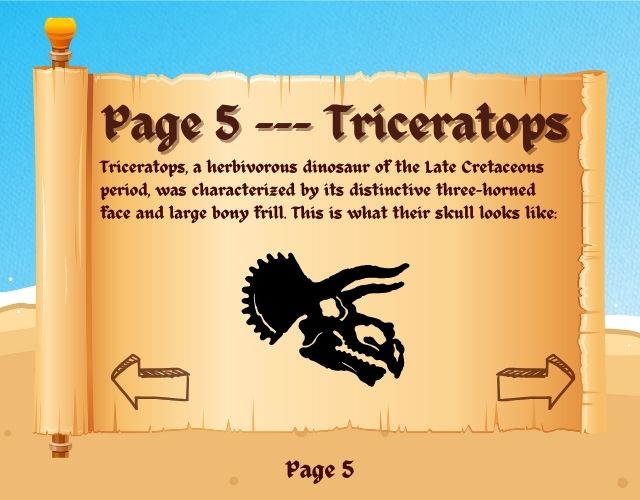 Page 5 --- Triceratops
Triceratops, a herbivorous dinosaur of the Late Cretaceous
period, was characterized by its distinctive three-horned
face and large bony frill. This is what their skull looks like:
Page 5